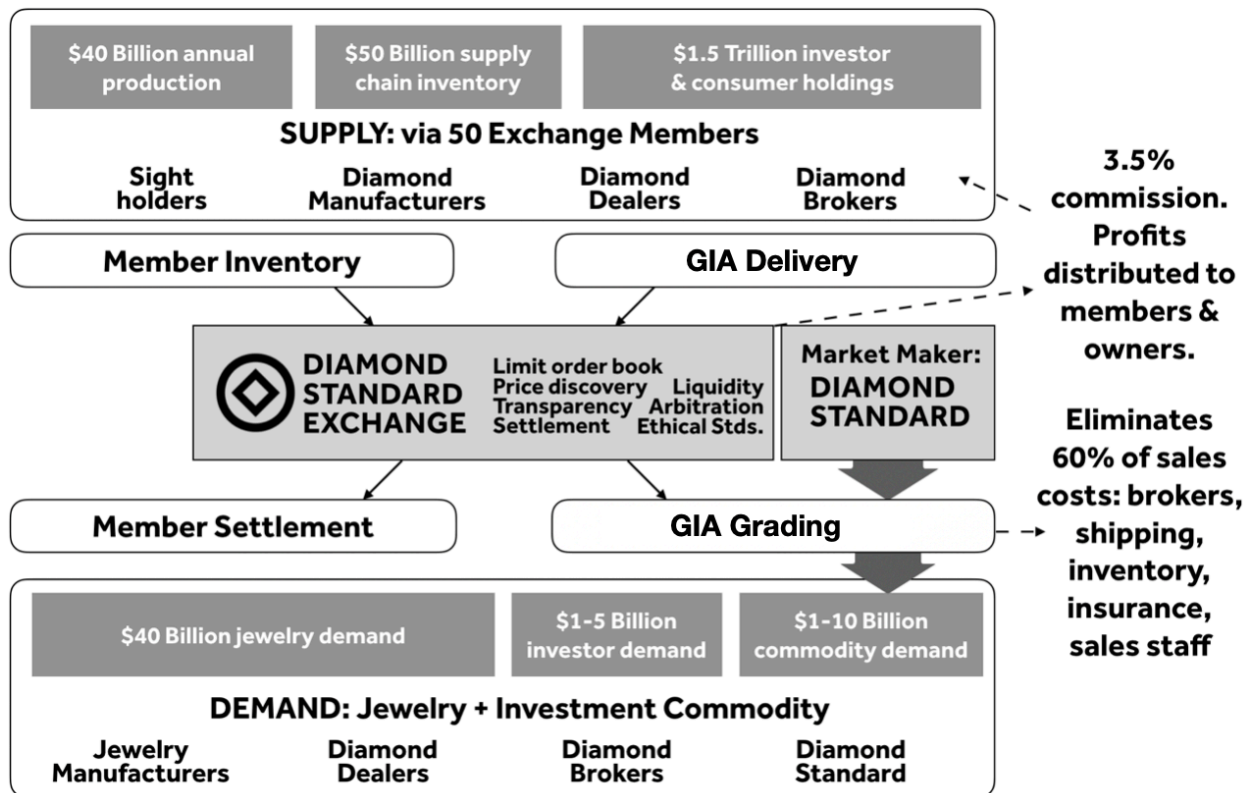 $40 Billion annual
production
$50 Billion supply
chain inventory
$1.5 Trillion investor
& consumer holdings
SUPPLY: via 50 Exchange Members
Sight
holders
Diamond
Manufacturers
Diamond
Dealers
Diamond
Brokers
3.5%
commission.
Profits
distributed to
members &
owners.
Member Inventory
GIA Delivery
DIAMOND
STANDARD
EXCHANGE
Limit order book
Price discovery Liquidity
Transparency Arbitration
Settlement Ethical Stds.
Market Maker:
DIAMOND
STANDARD
Eliminates
60% of sales
costs: brokers,
shipping,
inventory,
insurance,
sales staff
Member Settlement
GIA Grading
$40 Billion jewelry demand
$1-5 Billion
investor demand
$1-10 Billion
commodity demand
DEMAND: Jewelry + Investment Commodity
Jewelry
Manufacturers
Diamond
Dealers
Diamond
Brokers
Diamond
Standard